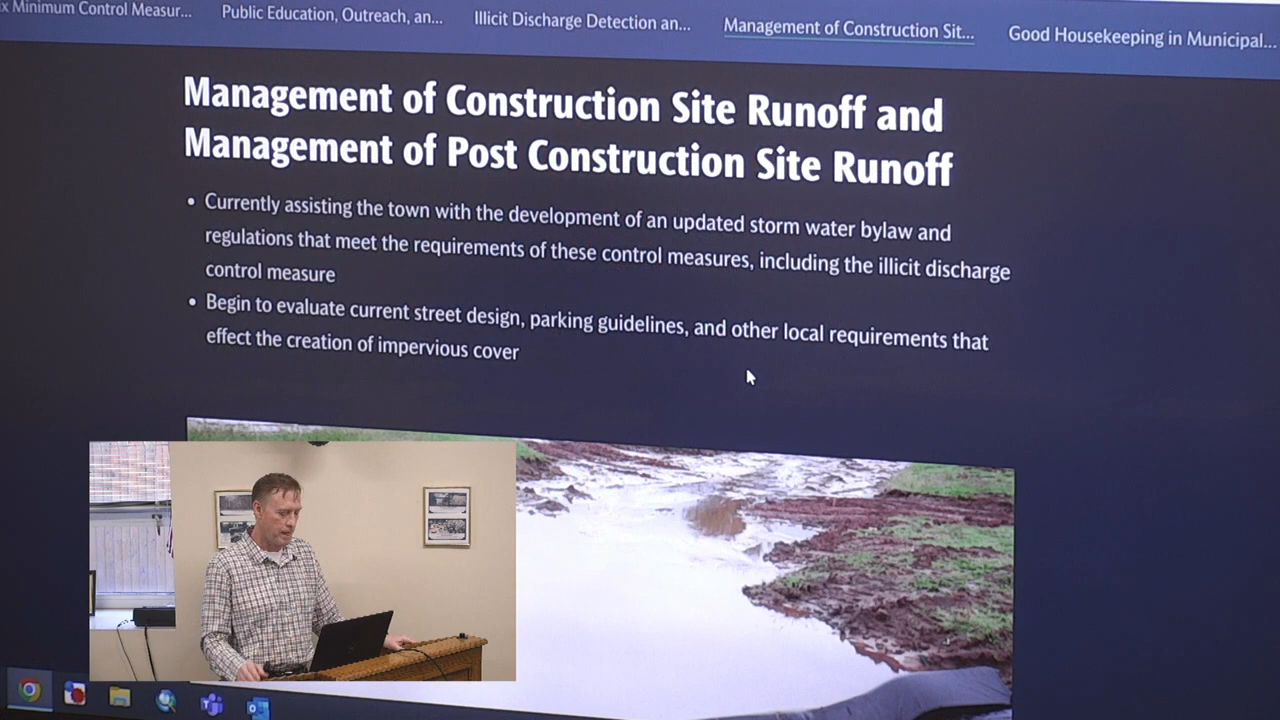 x Minimum Control Measur...
Public Education, Outreach, an...
Illicit Discharge Detection an...
Management of Construction Sit...
Good Housekeeping in Municipal...
Management of Construction Site Runoff and
Management of Post Construction Site Runoff
• Currently assisting the town with the development of an updated storm water bylaw and
regulations that meet the requirements of these control measures, including the illicit discharge
control measure
• Begin to evaluate current street design, parking guidelines, and other local requirements that
effect the creation of impervious cover